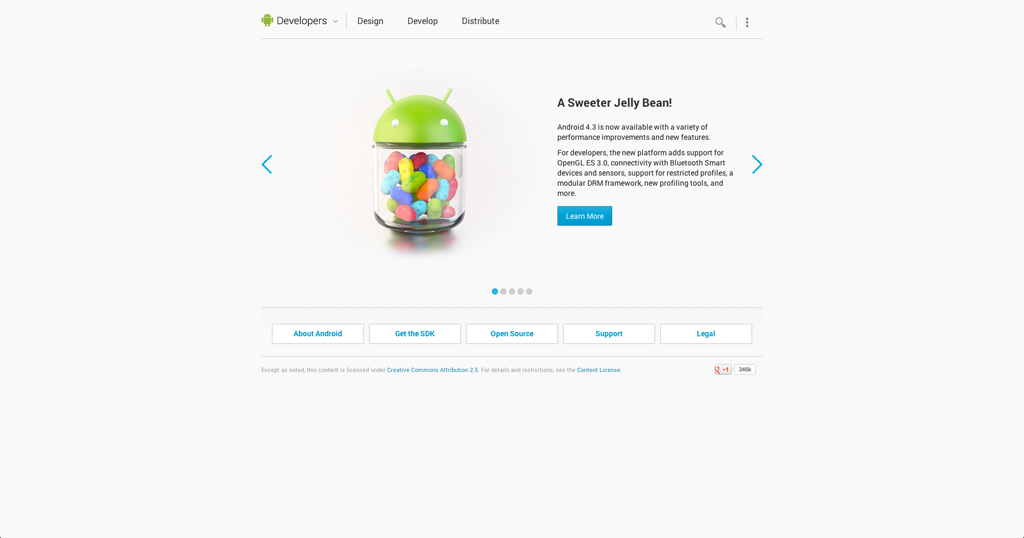 Developers
Design
Develop
Distribute
A Sweeter Jelly Bean!
Android 4.3 is now available with a variety of
performance improvements and new features.
For developers, the new platform adds support for
OpenGL ES 3.0, connectivity with Bluetooth Smart
devices and sensors, support for restricted profiles, a
modular DRM framework, new profiling tools, and
more.
Learn More
About Android
Get the SDK
Open Source
Support
Legal
Except as noted, this content is licensed under Creative Commons Attribution 2.5. For details and restrictions, see the Content License.
+1
346k